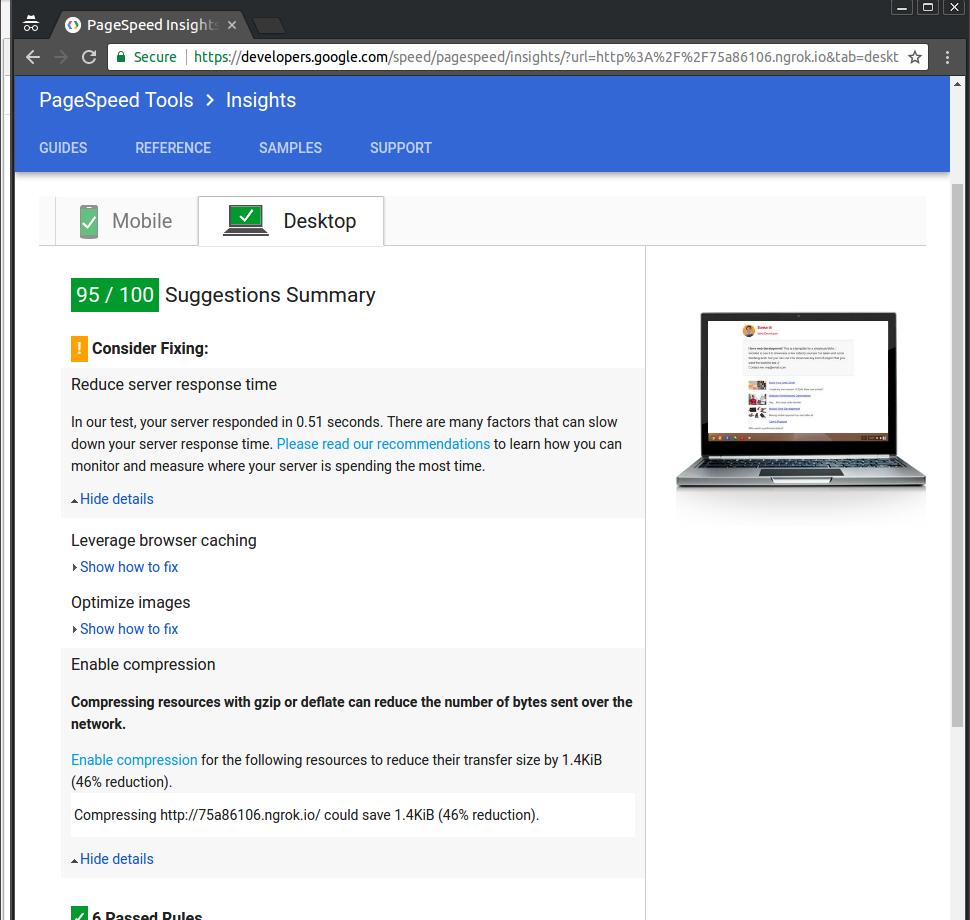 PageSpeed Insights
Secure https://developers.google.com/speed/pagespeed/insights/?url=http%3A%2F%2F75a86106.ngrok.io&tab=deskt
PageSpeed Tools > Insights
GUIDES REFERENCE SAMPLES SUPPORT
Mobile Desktop
95 / 100 Suggestions Summary
! Consider Fixing:
Reduce server response time
In our test, your server responded in 0.51 seconds. There are many factors that can slow
down your server response time. Please read our recommendations to learn how you can
monitor and measure where your server is spending the most time.
Hide details
Leverage browser caching
Show how to fix
Optimize images
Show how to fix
Enable compression
Compressing resources with gzip or deflate can reduce the number of bytes sent over the
network.
Enable compression for the following resources to reduce their transfer size by 1.4KiB
(46% reduction).
Compressing http://75a86106.ngrok.io/ could save 1.4KiB (46% reduction).
Hide details
6 Passed Rules